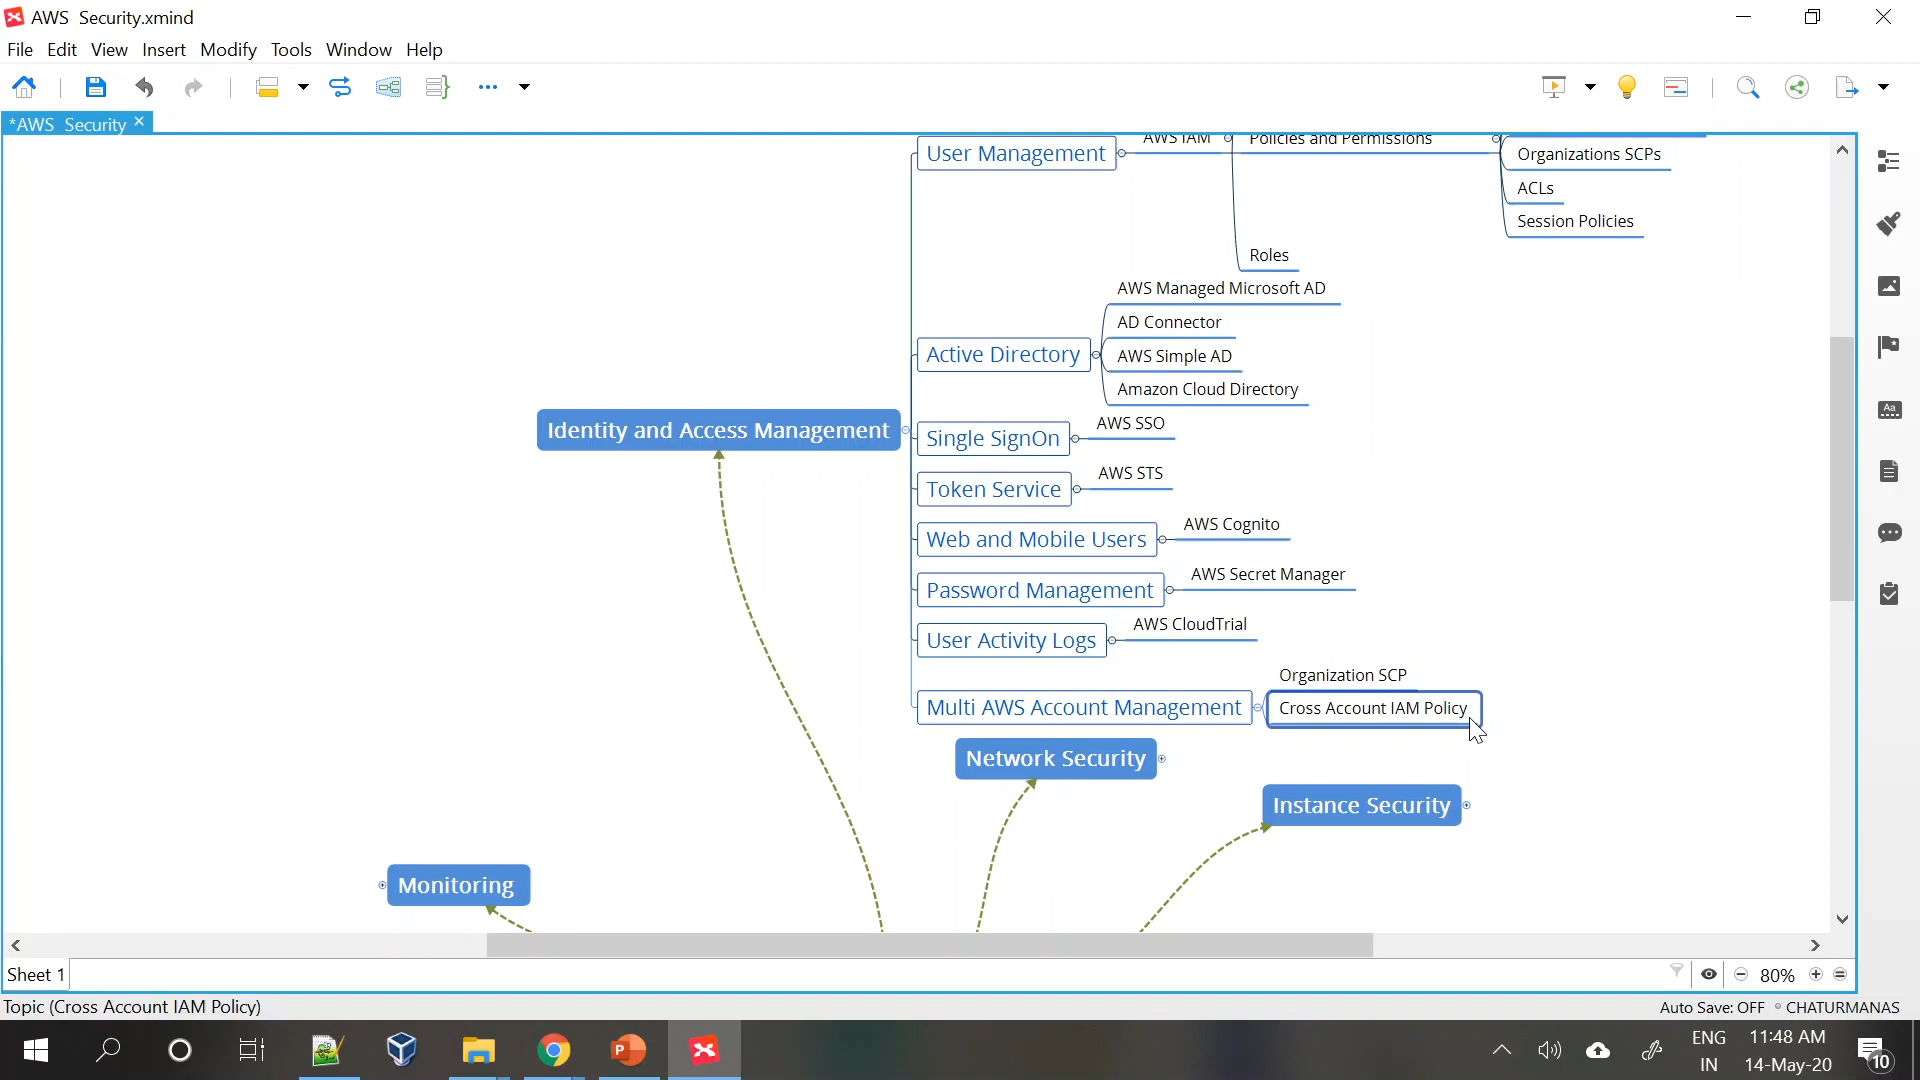 AWS Security.xmind
File Edit View Insert Modify Tools Window Help
*AWS Security
User Management
AWS IAM
Policies and Permissions
Organizations SCPs
ACLs
Session Policies
Roles
Active Directory
AWS Managed Microsoft AD
AD Connector
AWS Simple AD
Amazon Cloud Directory
Identity and Access Management
Single SignOn
AWS SSO
Token Service
AWS STS
Web and Mobile Users
AWS Cognito
Password Management
AWS Secret Manager
User Activity Logs
AWS CloudTrial
Multi AWS Account Management
Organization SCP
Cross Account IAM Policy
Network Security
Instance Security
Monitoring
Sheet 1
80%
Topic (Cross Account IAM Policy)
Auto Save: OFF
CHATURMANAS
ENG
IN
11:48 AM
14-May-20
10
Aa
P